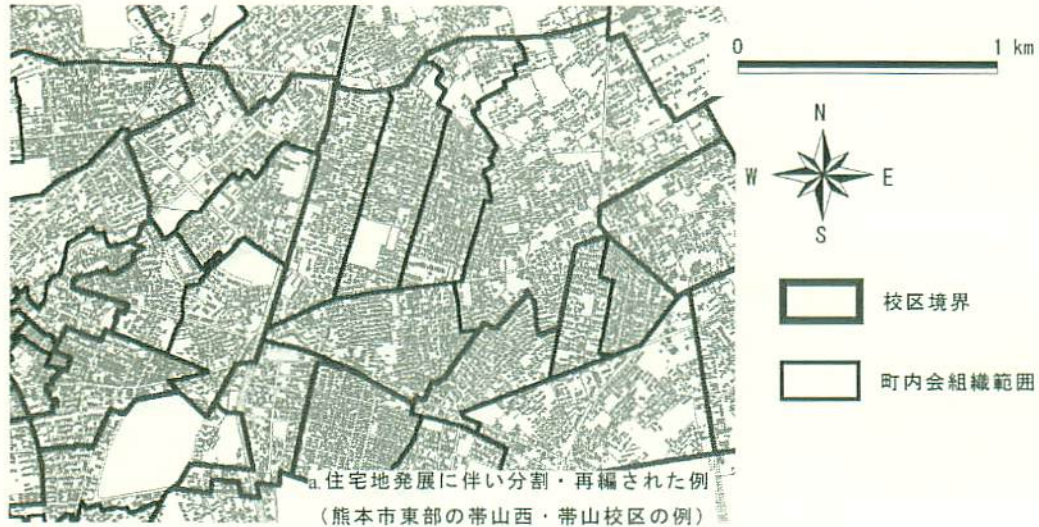 0 1 km
N
W E
S
校区境界
町内会組織範囲
a.住宅地発展に伴い分割・再編された例
(熊本市東部の帯山西・帯山校区の例)